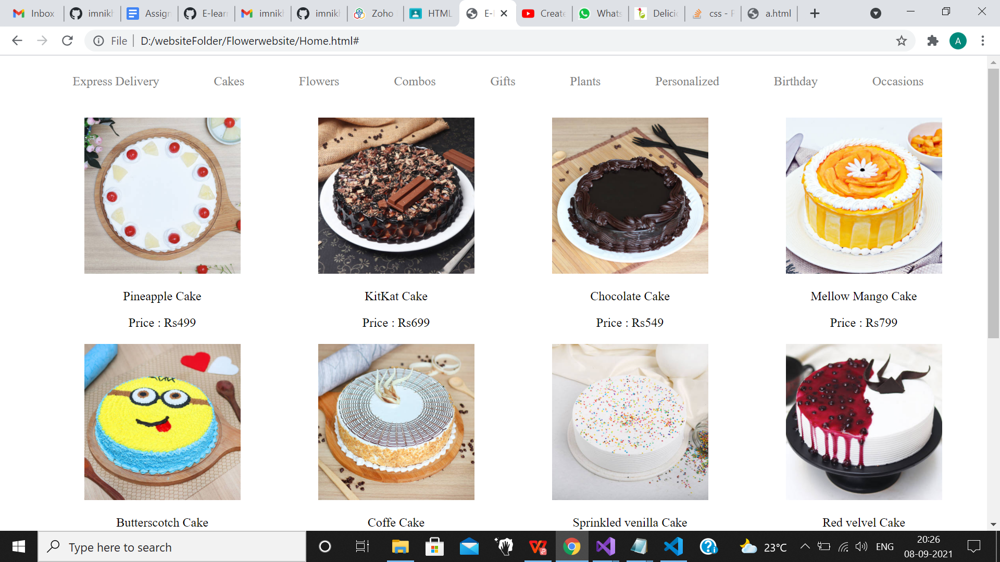 Inbox imnikh Assign E-learn imnikh imnikh Zoho HTML E- Create Whats Delicio css - P a.html
File D:/websiteFolder/Flowerwebsite/Home.html# A
Express Delivery Cakes Flowers Combos Gifts Plants Personalized Birthday Occasions
Pineapple Cake KitKat Cake Chocolate Cake Mellow Mango Cake
Price : Rs499 Price : Rs699 Price : Rs549 Price : Rs799
Butterscotch Cake Coffe Cake Sprinkled venilla Cake Red velvel Cake
Type here to search 23°C ENG 20:26
08-09-2021